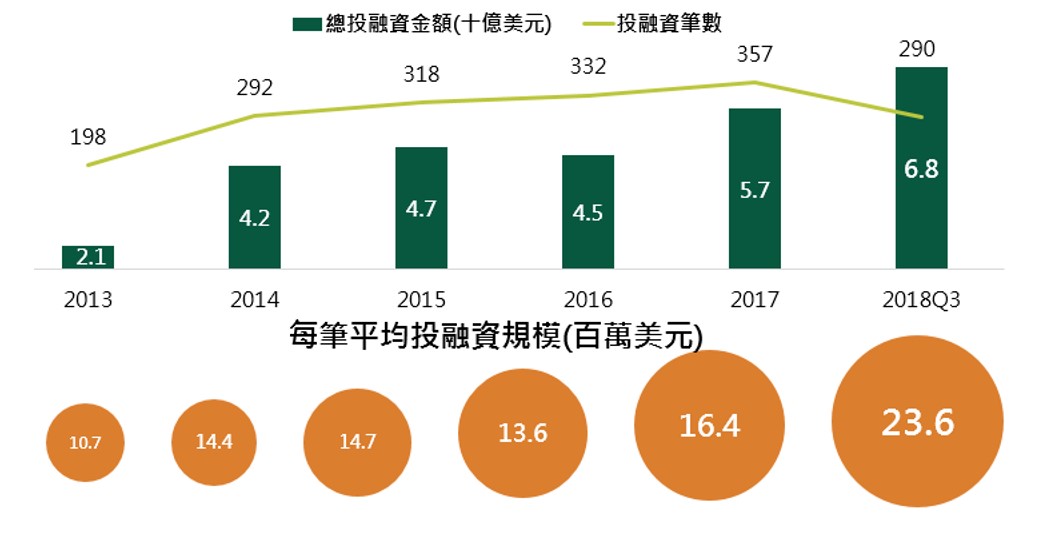 總投融資金額(十億美元) 投融資筆數
198 292 318 332 357 290
2.1 4.2 4.7 4.5 5.7 6.8
2013 2014 2015 2016 2017 2018Q3
每筆平均投融資規模(百萬美元)
10.7 14.4 14.7 13.6 16.4 23.6